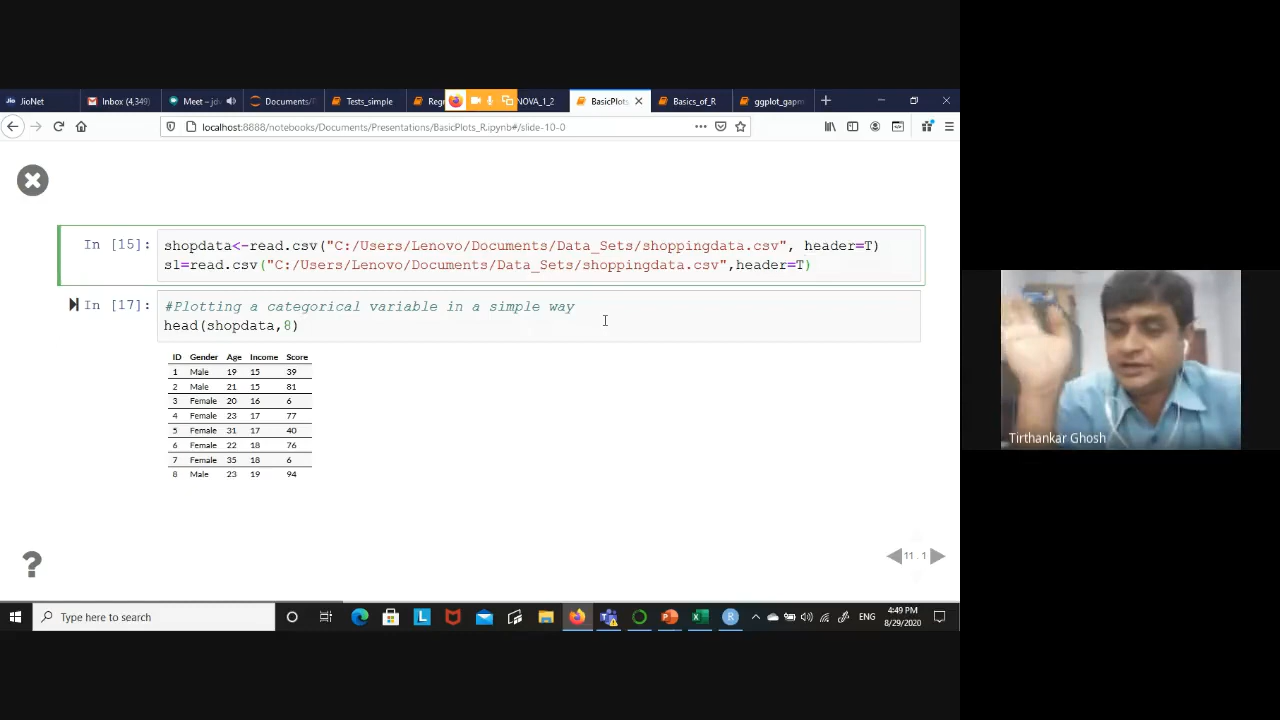 JioNet
Inbox (4,349)
Meet – jd
Documents/
Tests_simple
Regr
NOVA_1_2
BasicPlots
Basics_of_R
ggplot_gapm
localhost:8888/notebooks/Documents/Presentations/BasicPlots_R.ipynb#/slide-10-0
In [15]:
shopdata<-read.csv("C:/Users/Lenovo/Documents/Data_Sets/shoppingdata.csv", header=T)
s1=read.csv("C:/Users/Lenovo/Documents/Data_Sets/shoppingdata.csv",header=T)
In [17]:
#Plotting a categorical variable in a simple way
head(shopdata,8)
ID Gender Age Income Score
1 Male 19 15 39
2 Male 21 15 81
3 Female 20 16 6
4 Female 23 17 77
5 Female 31 17 40
6 Female 22 18 76
7 Female 35 18 6
8 Male 23 19 94
Tirthankar Ghosh
?
11.1
Type here to search
ENG
4:49 PM
8/29/2020